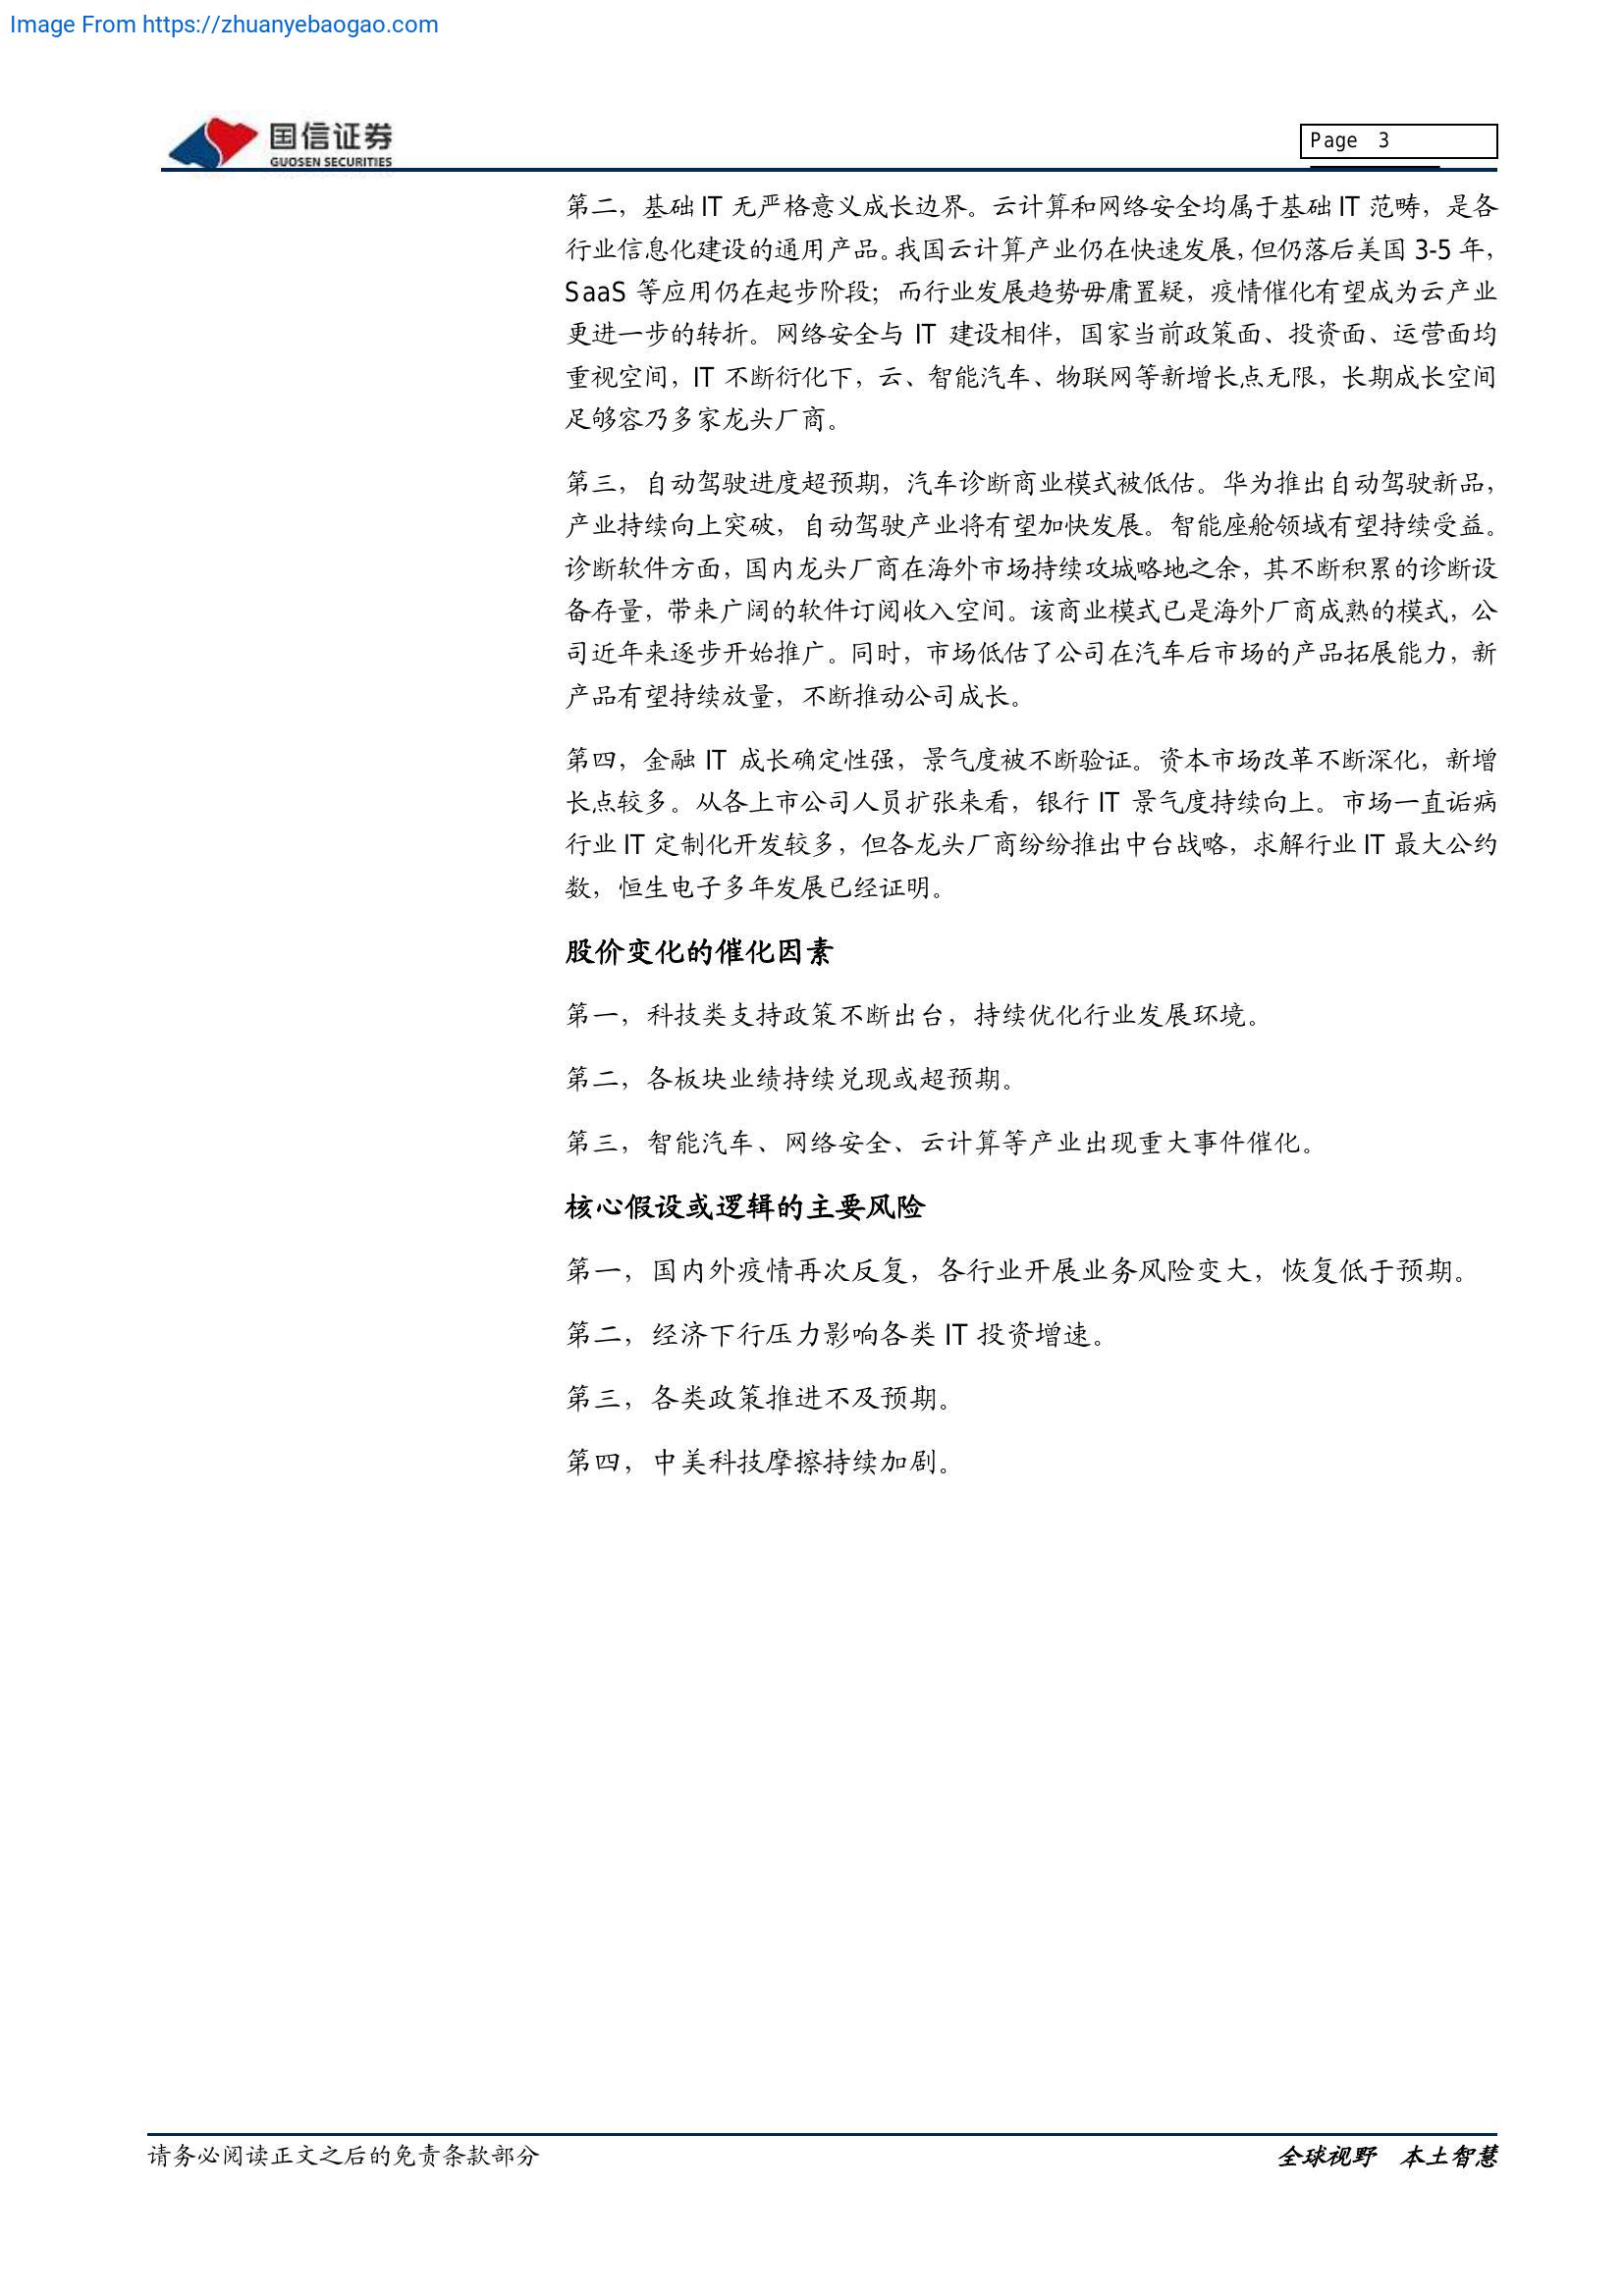 Image From https://zhuanyebaogao.com
国信证券
GUOSEN SECURITIES
Page 3
第二，基础 IT 无严格意义成长边界。云计算和网络安全均属于基础 IT 范畴，是各
行业信息化建设的通用产品。我国云计算产业仍在快速发展，但仍落后美国 3-5 年，
SaaS 等应用仍在起步阶段；而行业发展趋势毋庸置疑，疫情催化有望成为云产业
更进一步的转折。网络安全与 IT 建设相伴，国家当前政策面、投资面、运营面均
重视空间，IT 不断衍化下，云、智能汽车、物联网等新增长点无限，长期成长空间
足够容乃多家龙头厂商。
第三，自动驾驶进度超预期，汽车诊断商业模式被低估。华为推出自动驾驶新品，
产业持续向上突破，自动驾驶产业将有望加快发展。智能座舱领域有望持续受益。
诊断软件方面，国内龙头厂商在海外市场持续攻城略地之余，其不断积累的诊断设
备存量，带来广阔的软件订阅收入空间。该商业模式已是海外厂商成熟的模式，公
司近年来逐步开始推广。同时，市场低估了公司在汽车后市场的产品拓展能力，新
产品有望持续放量，不断推动公司成长。
第四，金融 IT 成长确定性强，景气度被不断验证。资本市场改革不断深化，新增
长点较多。从各上市公司人员扩张来看，银行 IT 景气度持续向上。市场一直诟病
行业 IT 定制化开发较多，但各龙头厂商纷纷推出中台战略，求解行业 IT 最大公约
数，恒生电子多年发展已经证明。
股价变化的催化因素
第一，科技类支持政策不断出台，持续优化行业发展环境。
第二，各板块业绩持续兑现或超预期。
第三，智能汽车、网络安全、云计算等产业出现重大事件催化。
核心假设或逻辑的主要风险
第一，国内外疫情再次反复，各行业开展业务风险变大，恢复低于预期。
第二，经济下行压力影响各类 IT 投资增速。
第三，各类政策推进不及预期。
第四，中美科技摩擦持续加剧。
请务必阅读正文之后的免责条款部分
全球视野 本土智慧